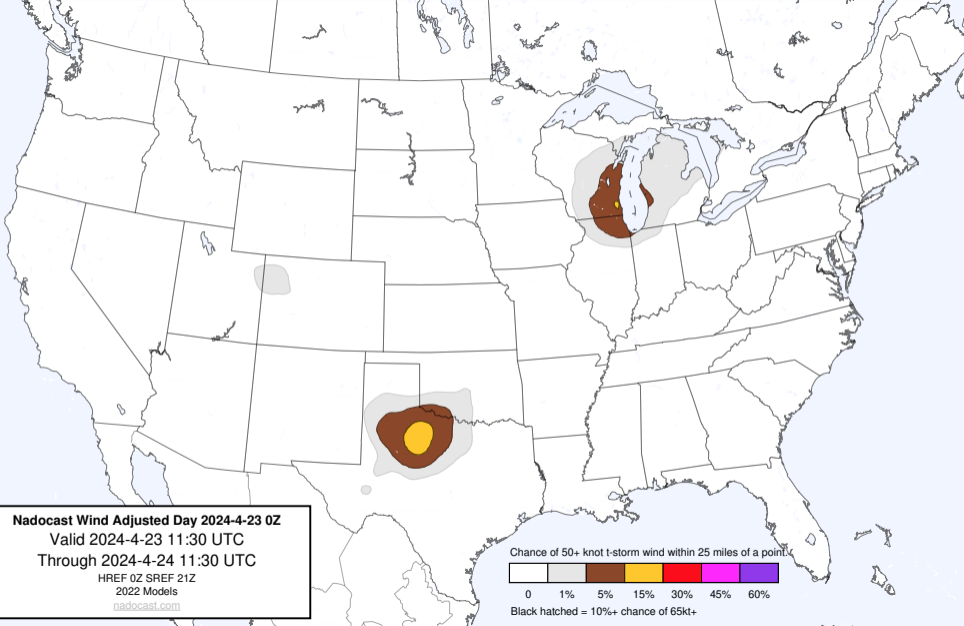 Nadocast Wind Adjusted Day 2024-4-23 0Z
Valid 2024-4-23 11:30 UTC
Through 2024-4-24 11:30 UTC
HREF 0Z SREF 21Z
2022 Models
nadocast.com
Chance of 50+ knot t-storm wind within 25 miles of a point.
0 1% 5% 15% 30% 45% 60%
Black hatched = 10%+ chance of 65kt+